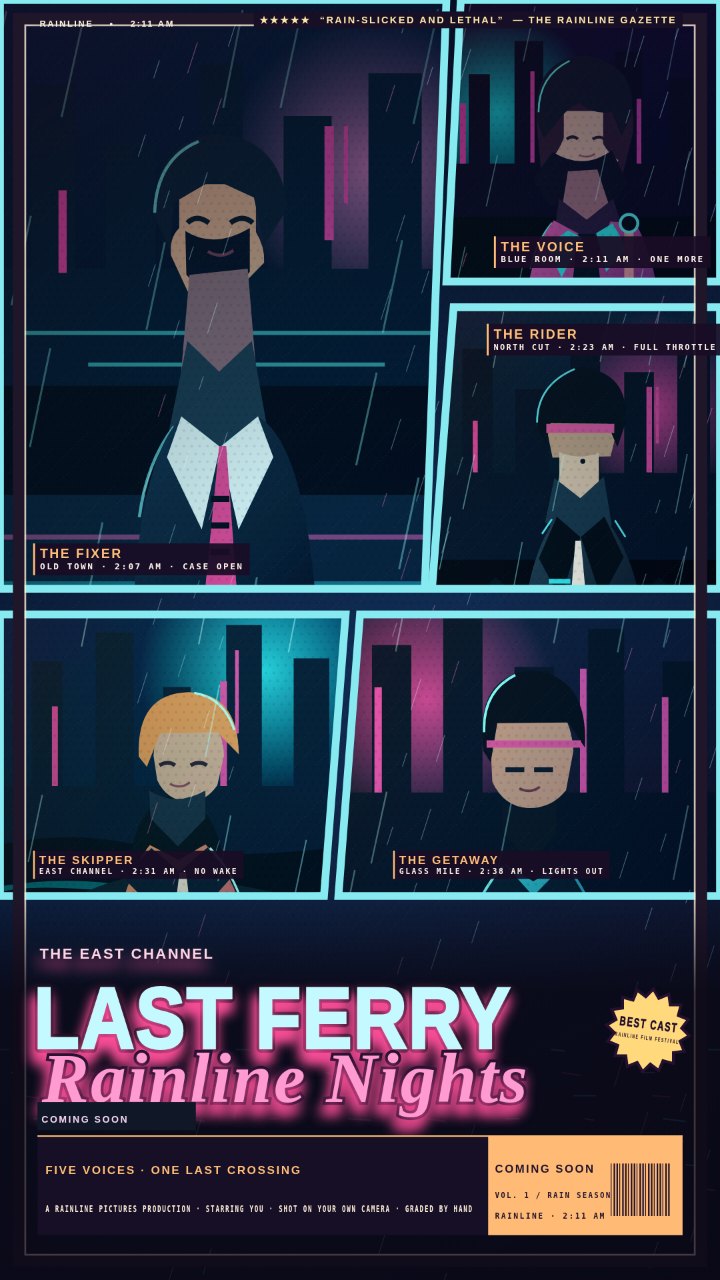 RAINLINE • 2:11 AM
★★★★★ “RAIN-SLICKED AND LETHAL” — THE RAINLINE GAZETTE
THE VOICE
BLUE ROOM · 2:11 AM · ONE MORE
THE RIDER
NORTH CUT · 2:23 AM · FULL THROTTLE
THE FIXER
OLD TOWN · 2:07 AM · CASE OPEN
THE SKIPPER
EAST CHANNEL · 2:31 AM · NO WAKE
THE GETAWAY
GLASS MILE · 2:38 AM · LIGHTS OUT
THE EAST CHANNEL
LAST FERRY
Rainline Nights
BEST CAST
RAINLINE FILM FESTIVAL
COMING SOON
FIVE VOICES · ONE LAST CROSSING
A RAINLINE PICTURES PRODUCTION · STARRING YOU · SHOT ON YOUR OWN CAMERA · GRADED BY HAND
COMING SOON
VOL. 1 / RAIN SEASON
RAINLINE · 2:11 AM